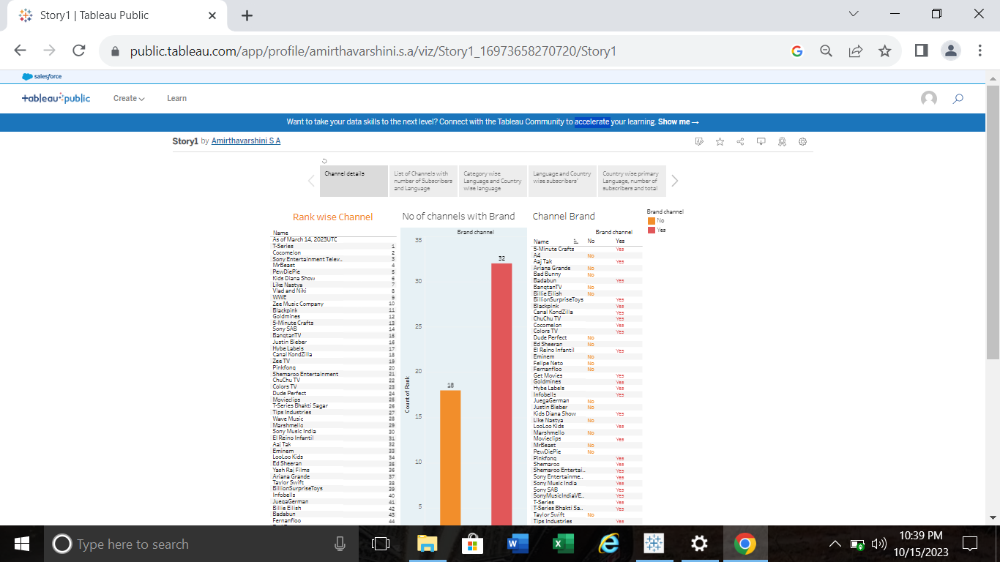 Story1 | Tableau Public
public.tableau.com/app/profile/amirthavarshini.s.a/viz/Story1_16973658270720/Story1
salesforce
+ableau public
Create
Learn
Want to take your data skills to the next level? Connect with the Tableau Community to accelerate your learning. Show me →
Story1 by Amirthavarshini S A
Channel details
List of Channels with number of Subscribers and Language
Category wise Language and Country wise language
Language and Country wise subscribers'
Country wise primary Language, number of subscribers and total
Rank wise Channel
Name
As of March 14, 2023UTC
T-Series 1
Cocomelon 2
Sony Entertainment Telev.. 3
MrBeast 4
PewDiePie 5
Kids Diana Show 6
Like Nastya 7
Vlad and Niki 8
WWE 9
Zee Music Company 10
Blackpink 11
Goldmines 12
5-Minute Crafts 13
Sony SAB 14
BangtanTV 15
Justin Bieber 16
Hybe Labels 17
Canal KondZilla 18
Zee TV 19
Pinkfong 20
Shemaroo Entertainment 21
ChuChu TV 22
Colors TV 23
Dude Perfect 24
Movieclips 25
T-Series Bhakti Sagar 26
Tips Industries 27
Wave Music 28
Marshmello 29
Sony Music India 30
El Reino Infantil 31
Aaj Tak 32
Eminem 33
LooLoo Kids 34
Ed Sheeran 35
Yash Raj Films 36
Ariana Grande 37
Taylor Swift 38
BillionSurpriseToys 39
Infobells 40
JuegaGerman 41
Billie Eilish 42
Badabun 43
Fernanfloo 44
No of channels with Brand
Brand channel
35
32
30
25
20
18
15
10
5
Count of Rank
Channel Brand
Brand channel
Name No Yes
5-Minute Crafts Yes
A4 No
Aaj Tak Yes
Ariana Grande No
Bad Bunny No
Badabun Yes
BangtanTV No
Billie Eilish No
BillionSurpriseToys Yes
Blackpink Yes
Canal KondZilla Yes
ChuChu TV Yes
Cocomelon Yes
Colors TV Yes
Dude Perfect No
Ed Sheeran No
El Reino Infantil Yes
Eminem No
Felipe Neto No
Fernanfloo No
Get Movies Yes
Goldmines Yes
Hybe Labels Yes
Infobells Yes
JuegaGerman No
Justin Bieber No
Kids Diana Show Yes
Like Nastya No
LooLoo Kids Yes
Marshmello No
Movieclips Yes
MrBeast No
PewDiePie No
Pinkfong Yes
Shemaroo Yes
Shemaroo Entertai.. Yes
Sony Entertainme.. Yes
Sony Music India Yes
Sony SAB Yes
SonyMusicIndiaVE.. Yes
T-Series Yes
T-Series Bhakti Sa.. Yes
Taylor Swift No
Tips Industries Yes
Brand channel
No
Yes
Type here to search
10:39 PM
10/15/2023